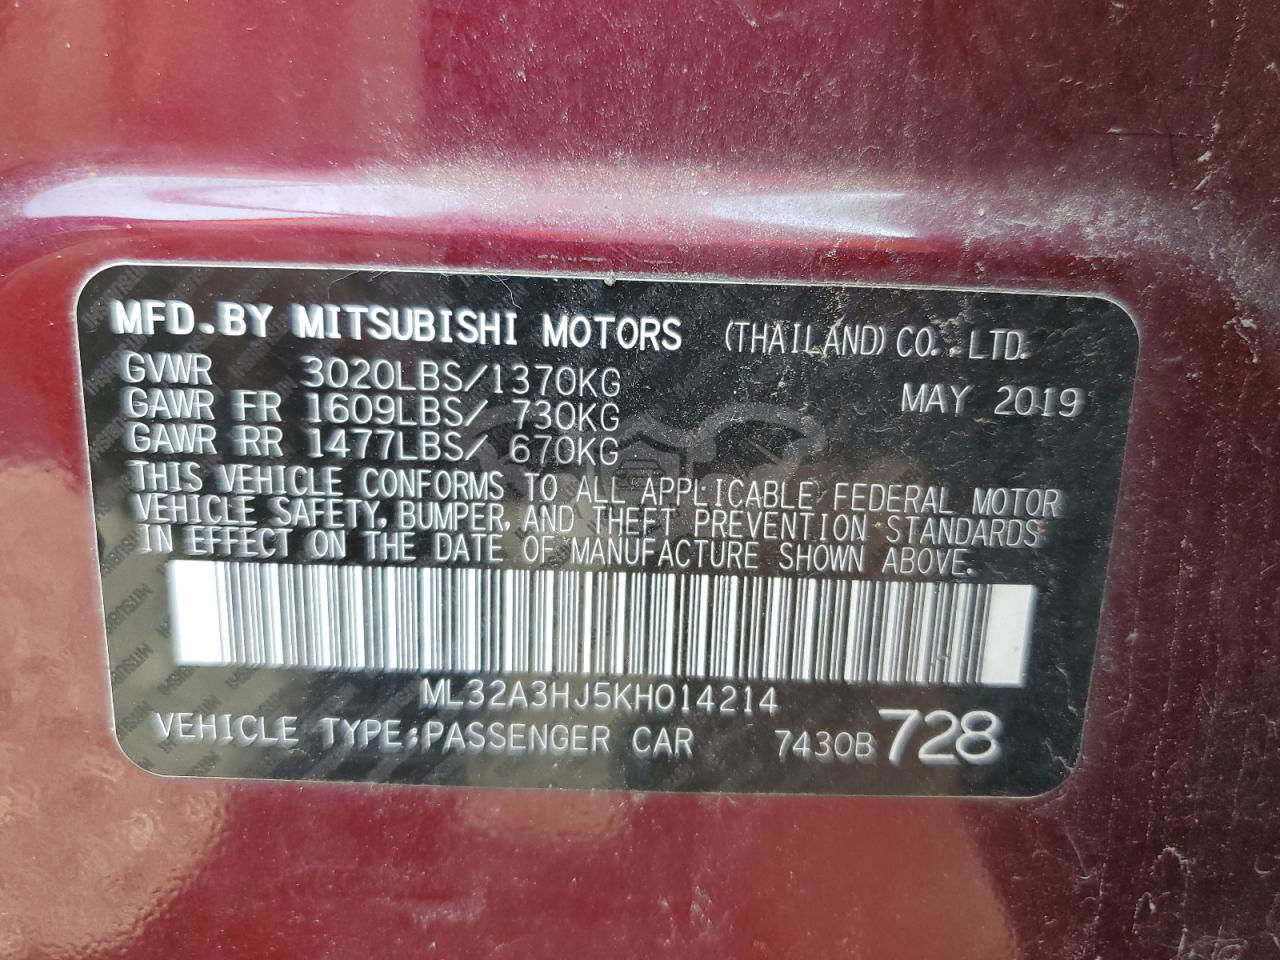 MFD.BY MITSUBISHI MOTORS (THAILAND) CO.,LTD.
GVWR 3020LBS/1370KG MAY 2019
GAWR FR 1609LBS/ 730KG
GAWR RR 1477LBS/ 670KG
THIS VEHICLE CONFORMS TO ALL APPLICABLE FEDERAL MOTOR
VEHICLE SAFETY, BUMPER, AND THEFT PREVENTION STANDARDS
IN EFFECT ON THE DATE OF MANUFACTURE SHOWN ABOVE.
ML32A3HJ5KH014214
VEHICLE TYPE:PASSENGER CAR 7430B 728